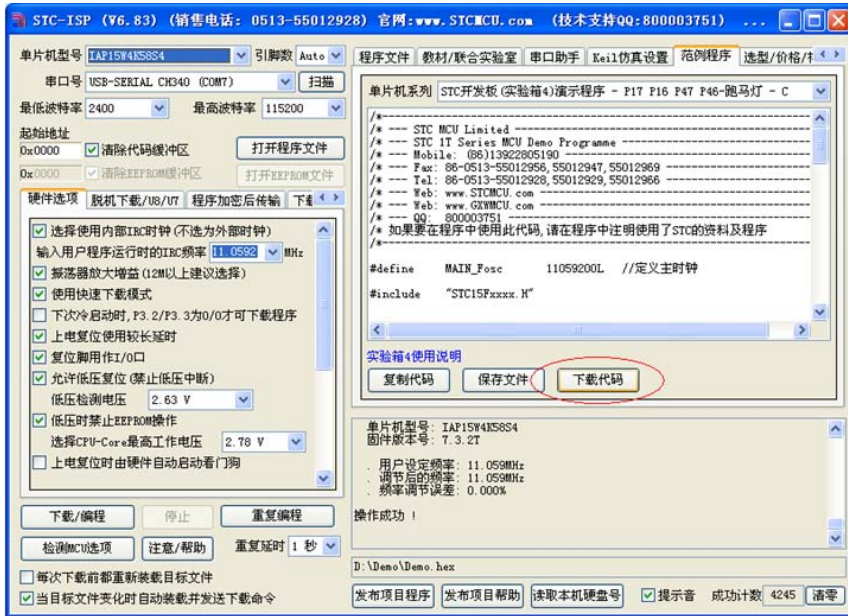 STC-ISP (V6.83) (销售电话: 0513-55012928) 官网:www.STCMCU.com (技术支持QQ:800003751) ...
单片机型号 IAP15W4K58S4 引脚数 Auto
串口号 USB-SERIAL CH340 (COM7) 扫描
最低波特率 2400 最高波特率 115200
起始地址
0x0000 清除代码缓冲区 打开程序文件
0x0000 清除EEPROM缓冲区 打开EEPROM文件
硬件选项 脱机下载/U8/U7 程序加密后传输
选择使用内部IRC时钟(不选为外部时钟)
输入用户程序运行时的IRC频率 11.0592 MHz
振荡器放大增益(12M以上建议选择)
使用快速下载模式
下次冷启动时,P3.2/P3.3为0/0才可下载程序
上电复位使用较长延时
复位脚用作I/O口
允许低压复位(禁止低压中断)
低压检测电压 2.63 V
低压时禁止EEPROM操作
选择CPU-Core最高工作电压 2.78 V
上电复位时由硬件自动启动看门狗
下载/编程 停止 重复编程
检测MCU选项 注意/帮助 重复延时 1 秒
每次下载前都重新装载目标文件
当目标文件变化时自动装载并发送下载命令
程序文件 教材/联合实验室 串口助手 Keil仿真设置 范例程序 选型/价格/
单片机系列 STC开发板(实验箱4)演示程序 - P17 P16 P47 P46-跑马灯 - C
/*---------------------------------------------------------------------
/* --- STC MCU Limited ---
/* --- STC 1T Series MCU Demo Programme ---
/* --- Mobile: (86)13922805190 ---
/* --- Fax: 86-0513-55012956,55012947,55012969 ---
/* --- Tel: 86-0513-55012928,55012929,55012966 ---
/* --- Web: www.STCMCU.com ---
/* --- Web: www.GXWMCU.com ---
/* --- QQ: 800003751 ---
/* 如果要在程序中使用此代码,请在程序中注明使用了STC的资料及程序
/*---------------------------------------------------------------------
#define MAIN_Fosc 11059200L //定义主时钟
#include "STC15Fxxxx.H"
实验箱4使用说明
复制代码 保存文件 下载代码
单片机型号: IAP15W4K58S4
固件版本号: 7.3.2T
. 用户设定频率: 11.059MHz
. 调节后的频率: 11.059MHz
. 频率调节误差: 0.000%
操作成功 !
D:\Demo\Demo.hex
发布项目程序 发布项目帮助 读取本机硬盘号 提示音 成功计数 4245 清零